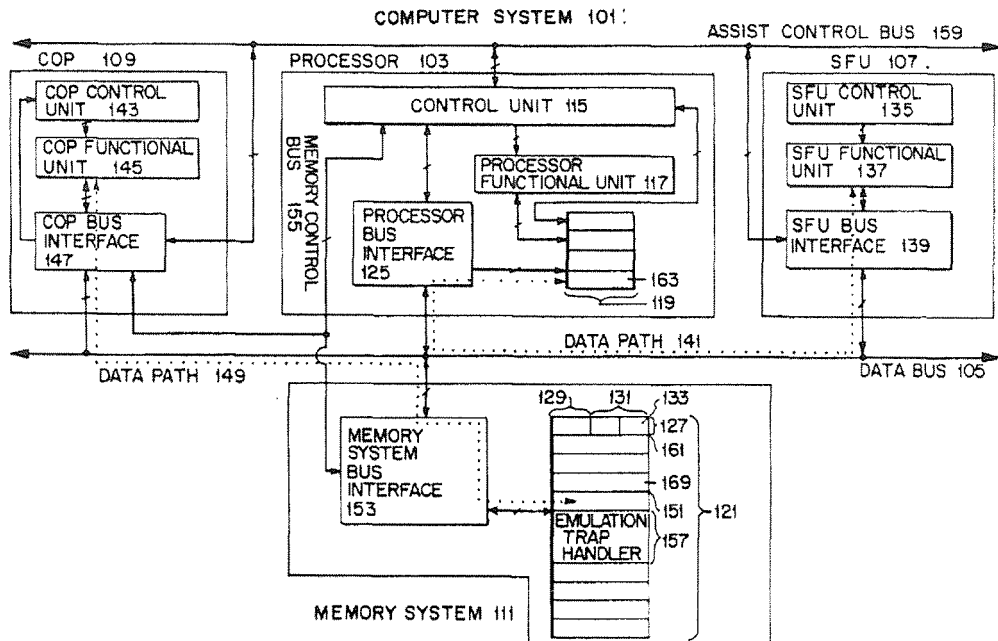 COMPUTER SYSTEM 101:
ASSIST CONTROL BUS 159
COP 109
COP CONTROL
UNIT 143
COP FUNCTIONAL
UNIT 145
COP BUS
INTERFACE
147
PROCESSOR 103
CONTROL UNIT 115
MEMORY CONTROL
BUS
155
PROCESSOR
FUNCTIONAL UNIT 117
PROCESSOR
BUS
INTERFACE
125
163
119
SFU 107.
SFU CONTROL
UNIT 135
SFU FUNCTIONAL
UNIT 137
SFU BUS
INTERFACE 139
DATA PATH 141
DATA PATH 149
DATA BUS 105
MEMORY
SYSTEM
BUS
INTERFACE
153
129
131
133
127
161
169
151
121
EMULATION
TRAP
HANDLER
157
MEMORY SYSTEM 111